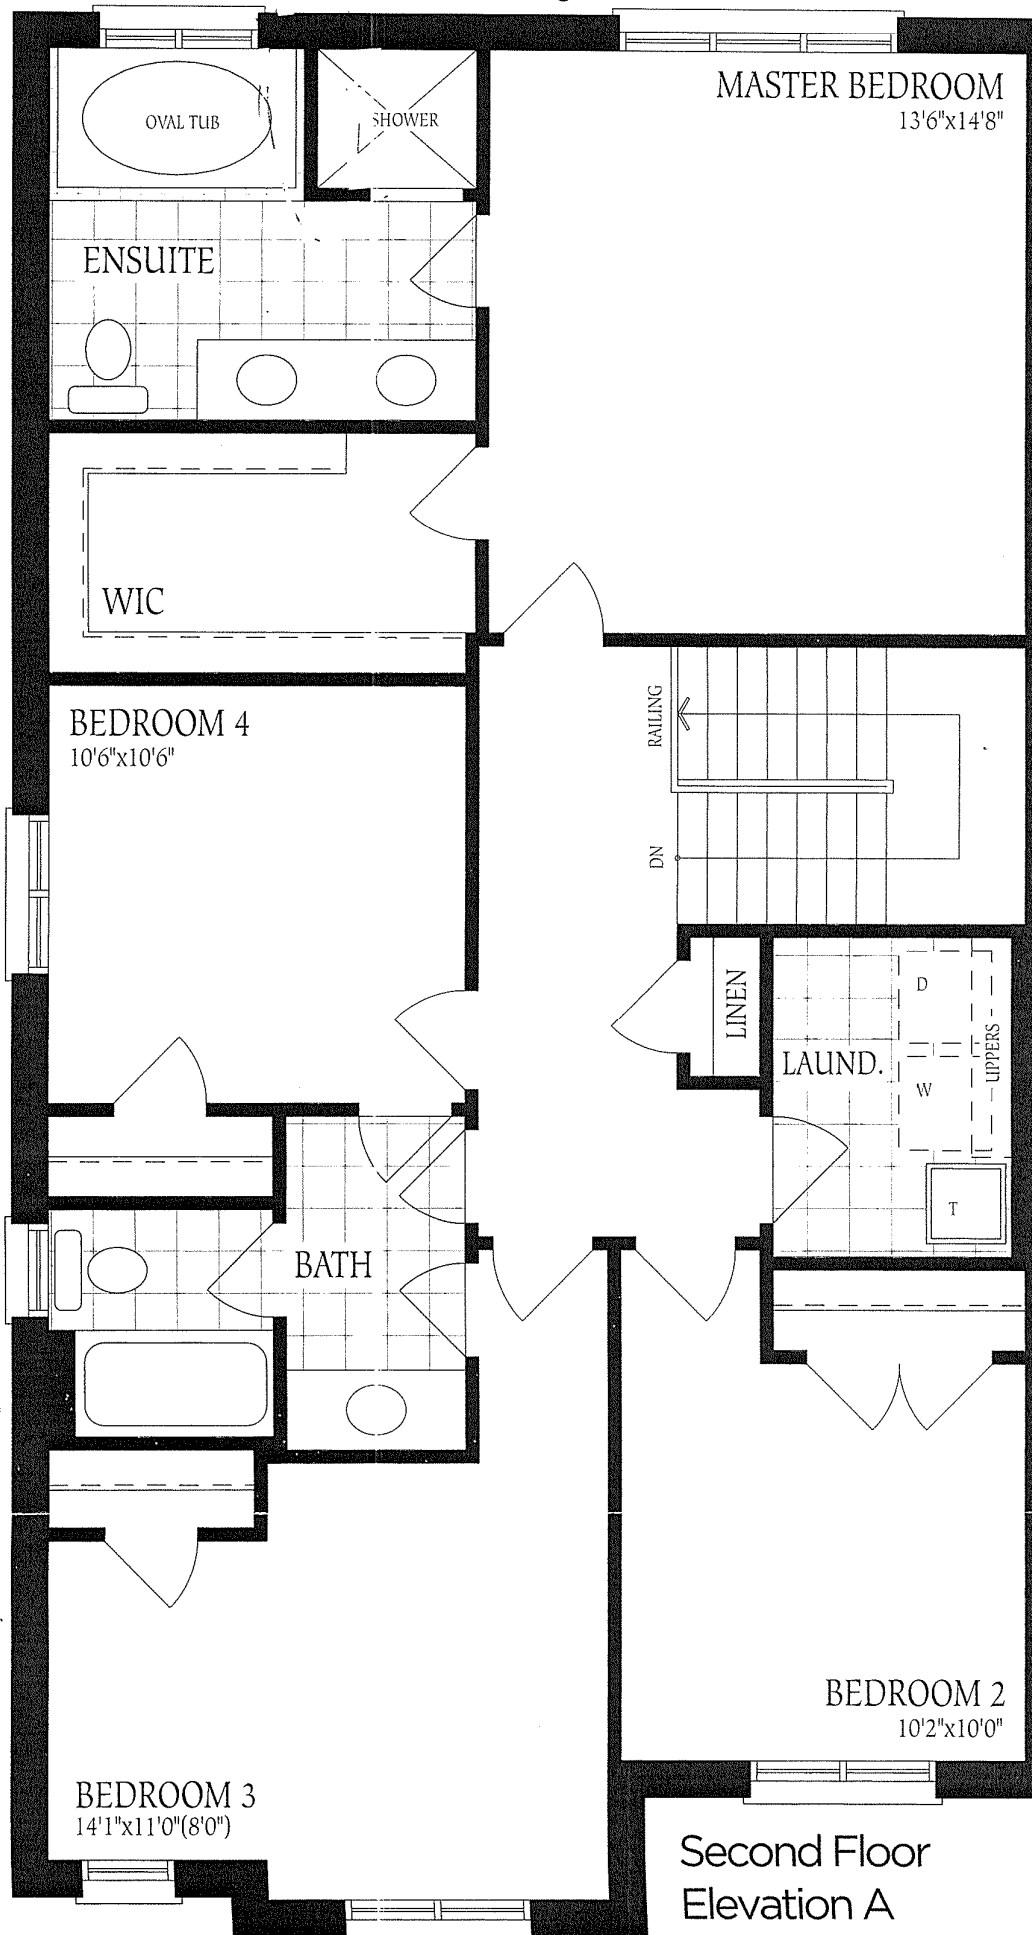 MASTER BEDROOM
13'6"x14'8"
OVAL TUB
SHOWER
ENSUITE
WIC
BEDROOM 4
10'6"x10'6"
RAILING
DN
LINEN
LAUND.
D
W
UPPERS
T
BATH
BEDROOM 2
10'2"x10'0"
BEDROOM 3
14'1"x11'0"(8'0")
Second Floor
Elevation A